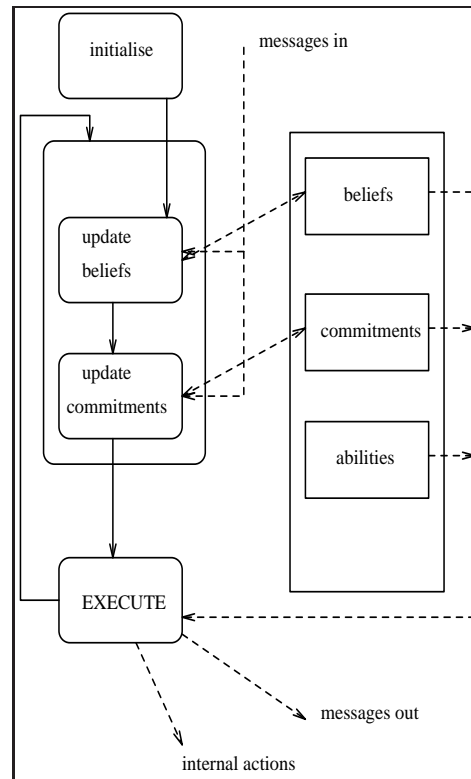 initialise
messages in
update
beliefs
beliefs
update
commitments
commitments
abilities
EXECUTE
messages out
internal actions